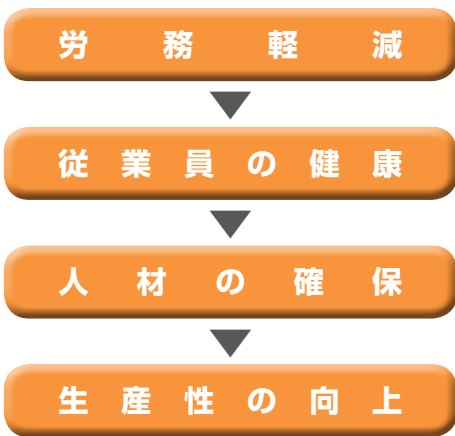 労務軽減
従業員の健康
人材の確保
生産性の向上